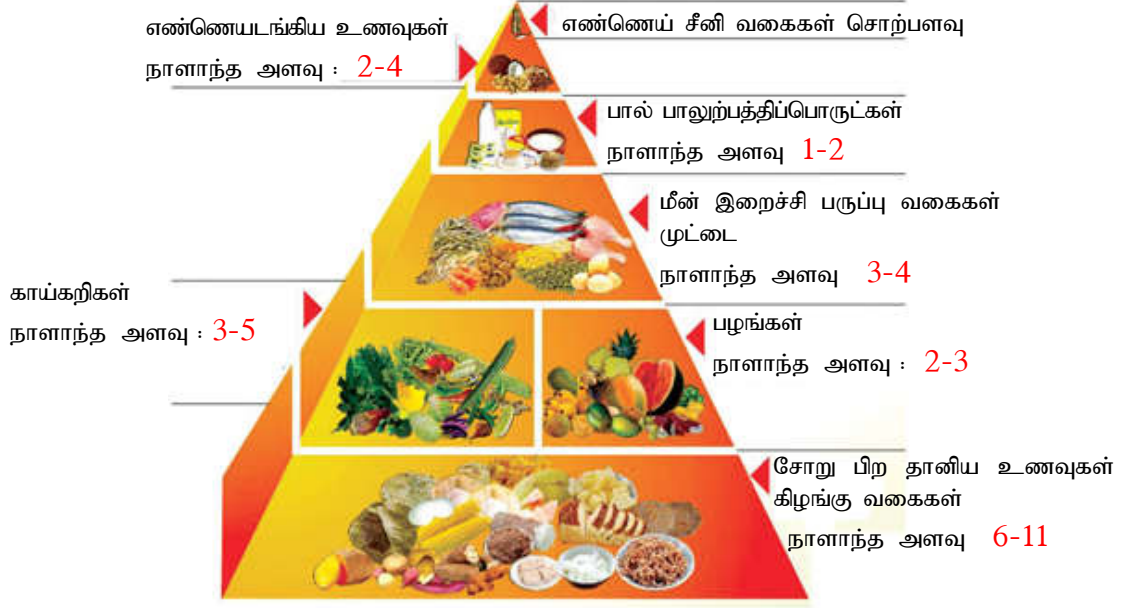 எண்ணெயடங்கிய உணவுகள்
நாளாந்த அளவு : 2-4
எண்ணெய் சீனி வகைகள் சொற்பளவு
பால் பாலுற்பத்திப்பொருட்கள்
நாளாந்த அளவு 1-2
மீன் இறைச்சி பருப்பு வகைகள்
முட்டை
நாளாந்த அளவு 3-4
காய்கறிகள்
நாளாந்த அளவு : 3-5
பழங்கள்
நாளாந்த அளவு : 2-3
சோறு பிற தானிய உணவுகள்
கிழங்கு வகைகள்
நாளாந்த அளவு 6-11